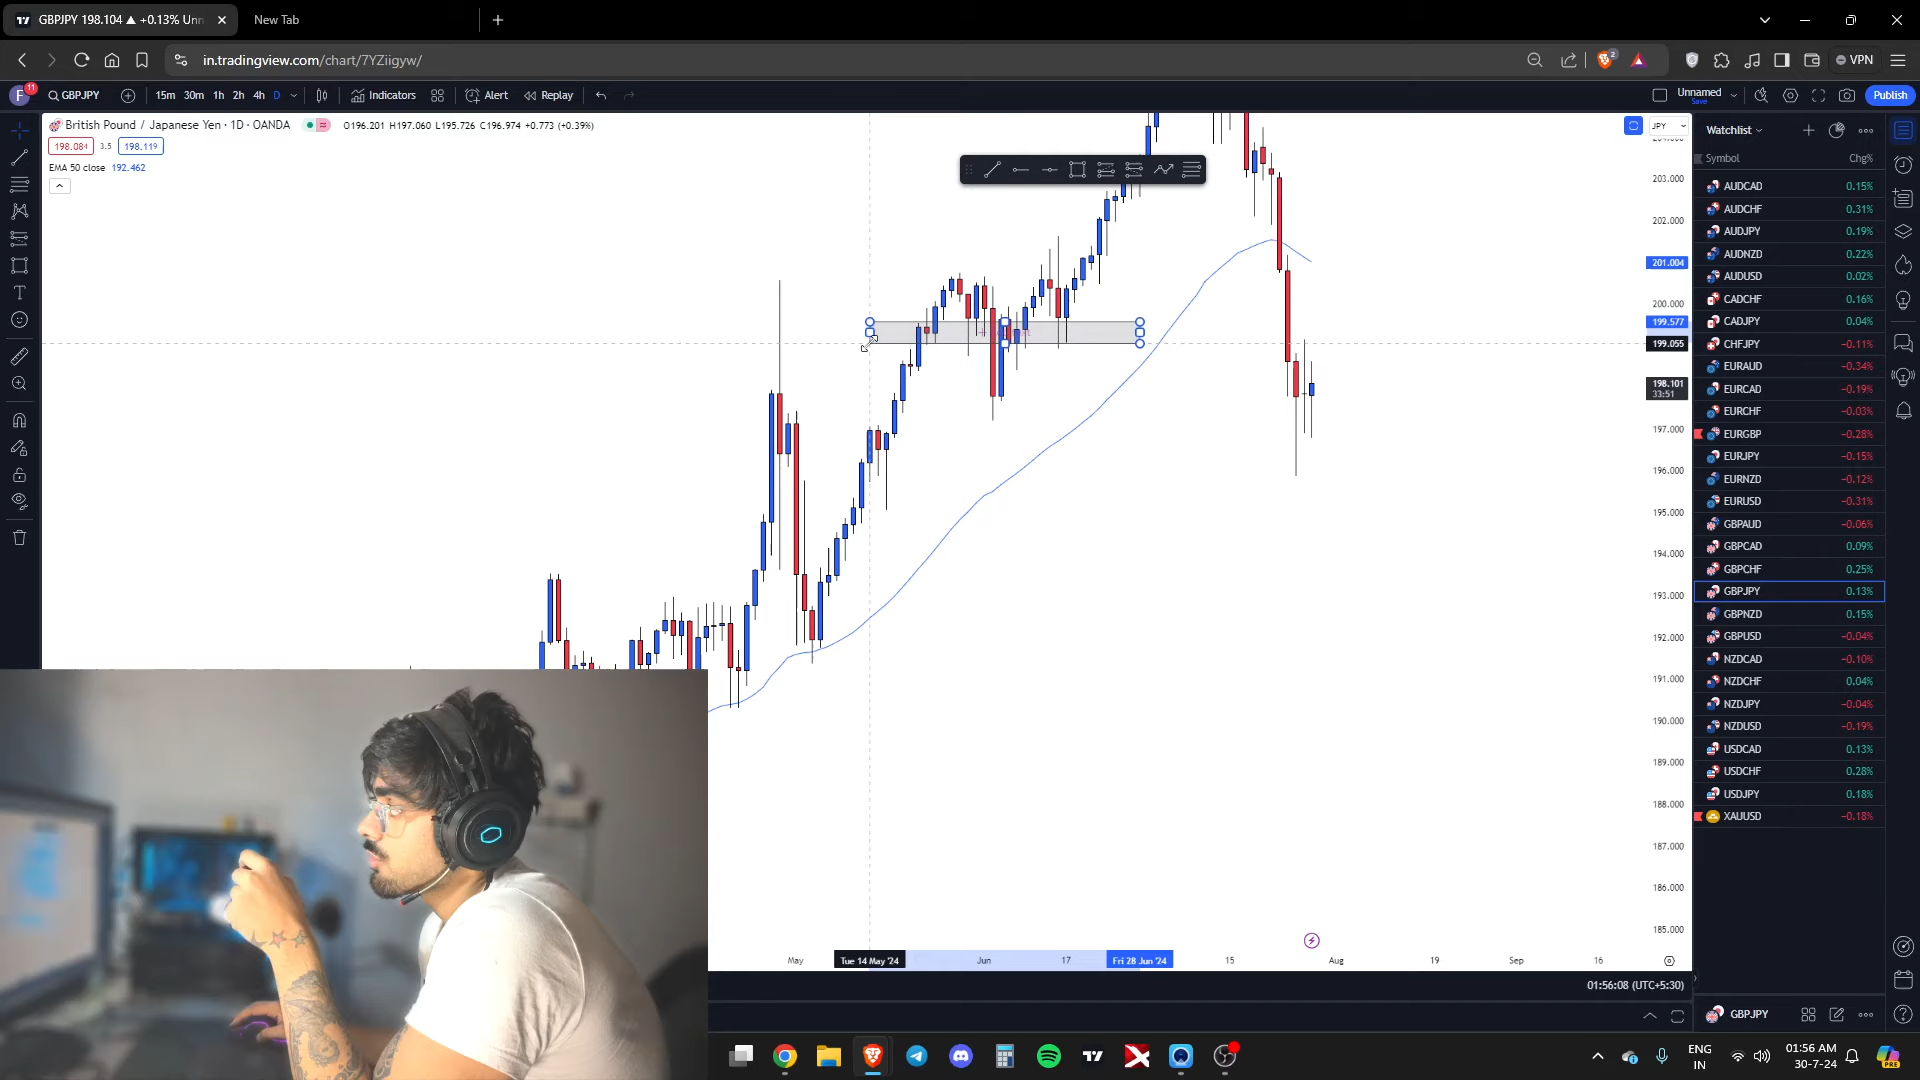 GBPJPY 198.104 ▲ +0.13% Unn
New Tab
in.tradingview.com/chart/7YZiigyw/
2
VPN
F
11
GBPJPY
15m 30m 1h 2h 4h D
Indicators
Alert
Replay
Unnamed
Save
Publish
British Pound / Japanese Yen · 1D · OANDA
O196.201 H197.060 L195.726 C196.974 +0.773 (+0.39%)
198.084 3.5 198.119
EMA 50 close 192.462
JPY
203.000
202.000
201.004
200.000
199.577
199.055
198.101
33:51
197.000
196.000
195.000
194.000
193.000
192.000
191.000
190.000
189.000
188.000
187.000
186.000
185.000
May
Tue 14 May '24
Jun
17
Fri 28 Jun '24
15
Aug
19
Sep
16
01:56:08 (UTC+5:30)
Watchlist
Symbol Chg%
AUDCAD 0.15%
AUDCHF 0.31%
AUDJPY 0.19%
AUDNZD 0.22%
AUDUSD 0.02%
CADCHF 0.16%
CADJPY 0.04%
CHFJPY −0.11%
EURAUD −0.34%
EURCAD −0.19%
EURCHF −0.03%
EURGBP −0.28%
EURJPY −0.15%
EURNZD −0.12%
EURUSD −0.31%
GBPAUD −0.06%
GBPCAD 0.09%
GBPCHF 0.25%
GBPJPY 0.13%
GBPNZD 0.15%
GBPUSD −0.04%
NZDCAD −0.10%
NZDCHF 0.04%
NZDJPY −0.04%
NZDUSD −0.19%
USDCAD 0.13%
USDCHF 0.28%
USDJPY 0.18%
XAUUSD −0.18%
GBPJPY
ENG
IN
01:56 AM
30-7-24
PRE